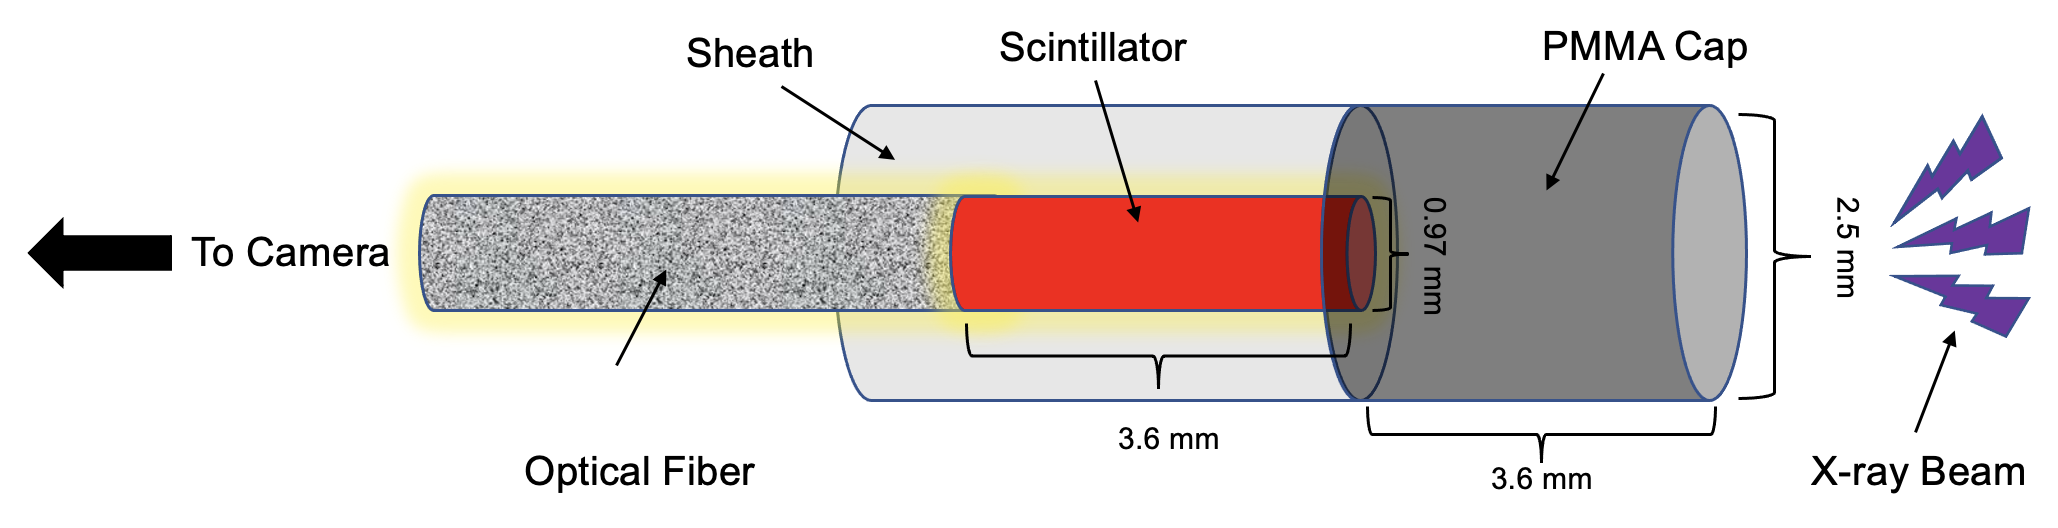 Sheath
Scintillator
PMMA Cap
To Camera
0.97 mm
2.5 mm
3.6 mm
3.6 mm
Optical Fiber
X-ray Beam